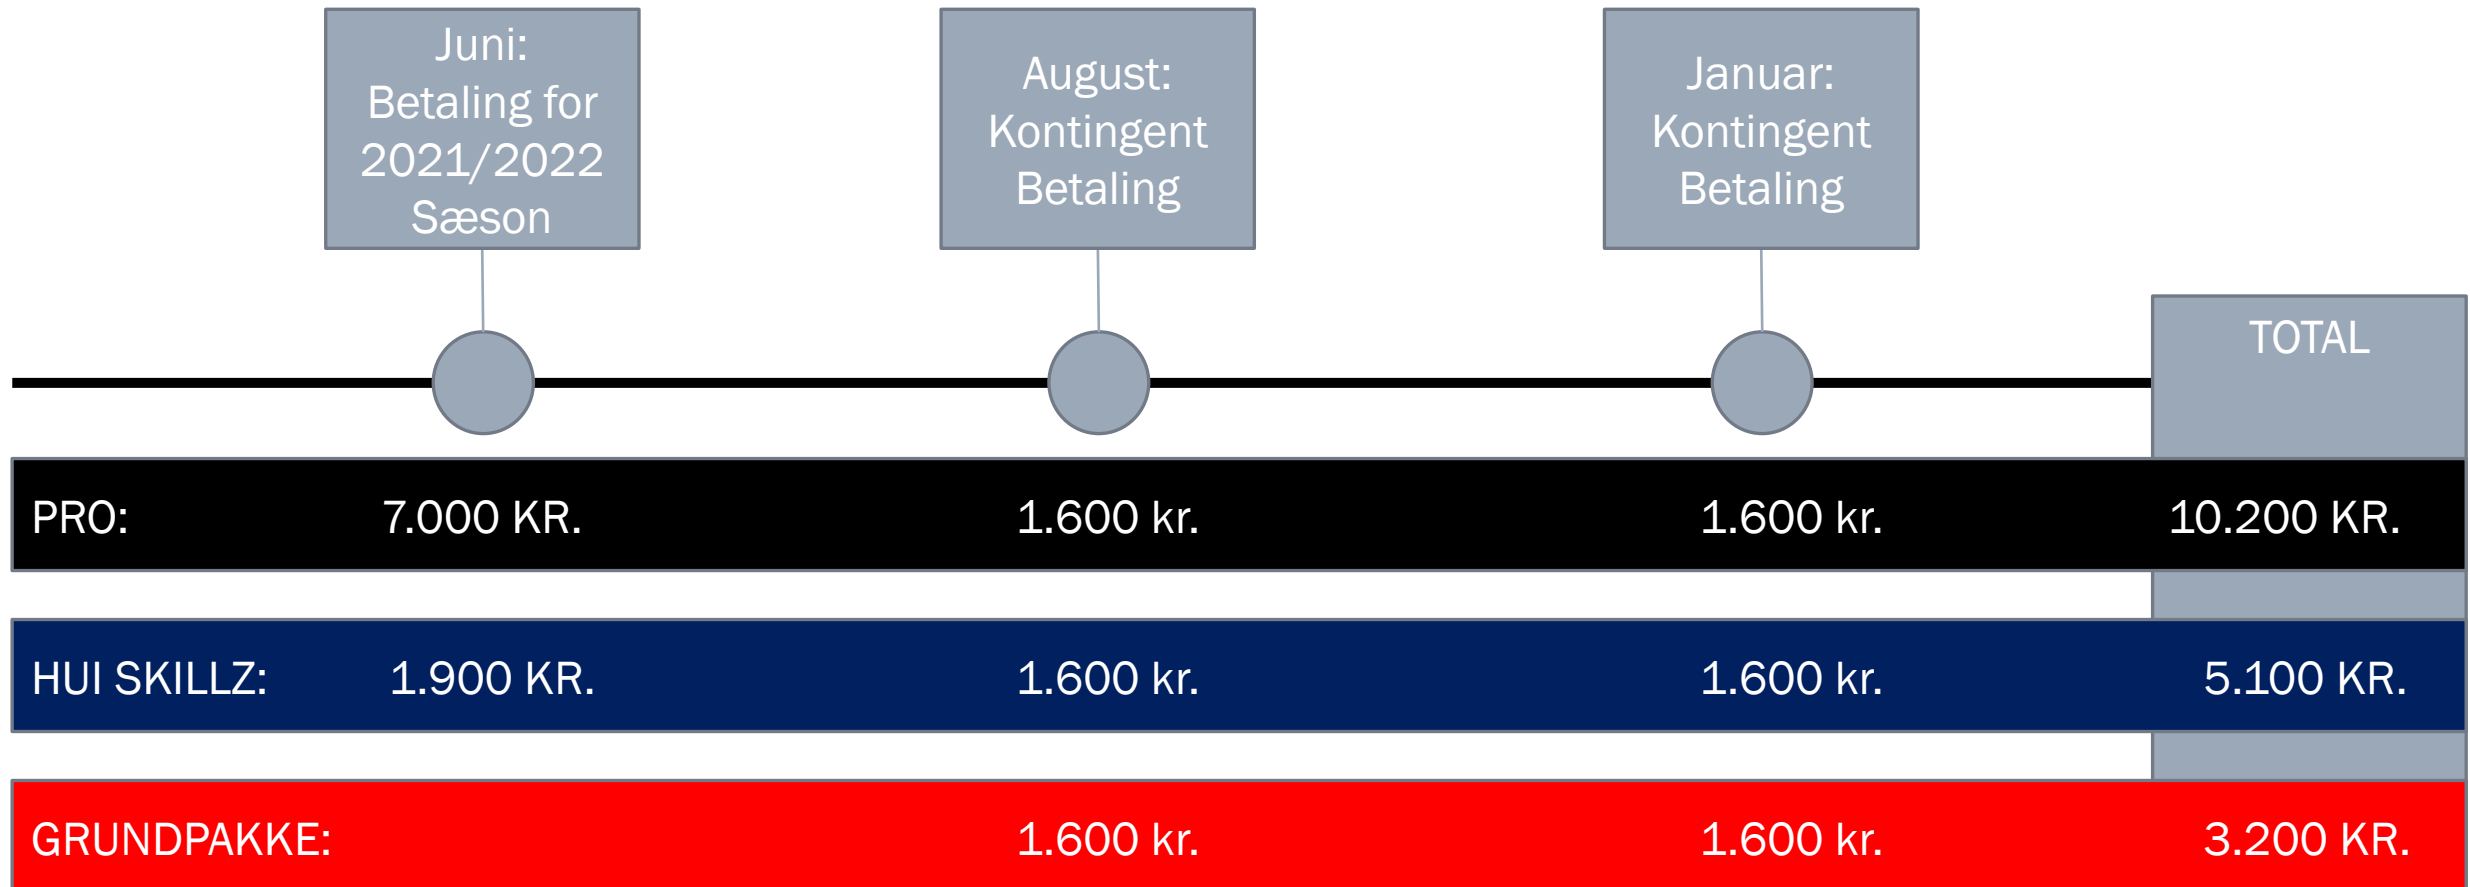 Juni:
Betaling for
2021/2022
Sæson
August:
Kontingent
Betaling
Januar:
Kontingent
Betaling
TOTAL
PRO: 7.000 KR. 1.600 kr. 1.600 kr. 10.200 KR.
HUI SKILLZ: 1.900 KR. 1.600 kr. 1.600 kr. 5.100 KR.
GRUNDPAKKE: 1.600 kr. 1.600 kr. 3.200 KR.